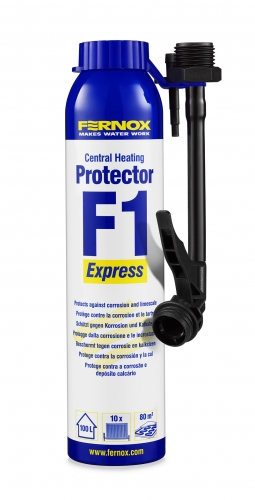 FERNOX
MAKES WATER WORK
Central Heating
Protector
F1
Express
Protects against corrosion and limescale
Protège contre la corrosion et le tartre
Schützt gegen Korrosion und Kalk
Protegge dalla corrosione e le incrostazioni
Beschermt tegen corrosie en kalksteen
Protege contra la corrosión y la cal
Protege contra a corrosão e
depósito calcário
100L
10 x
80 m²
www.fernox.com